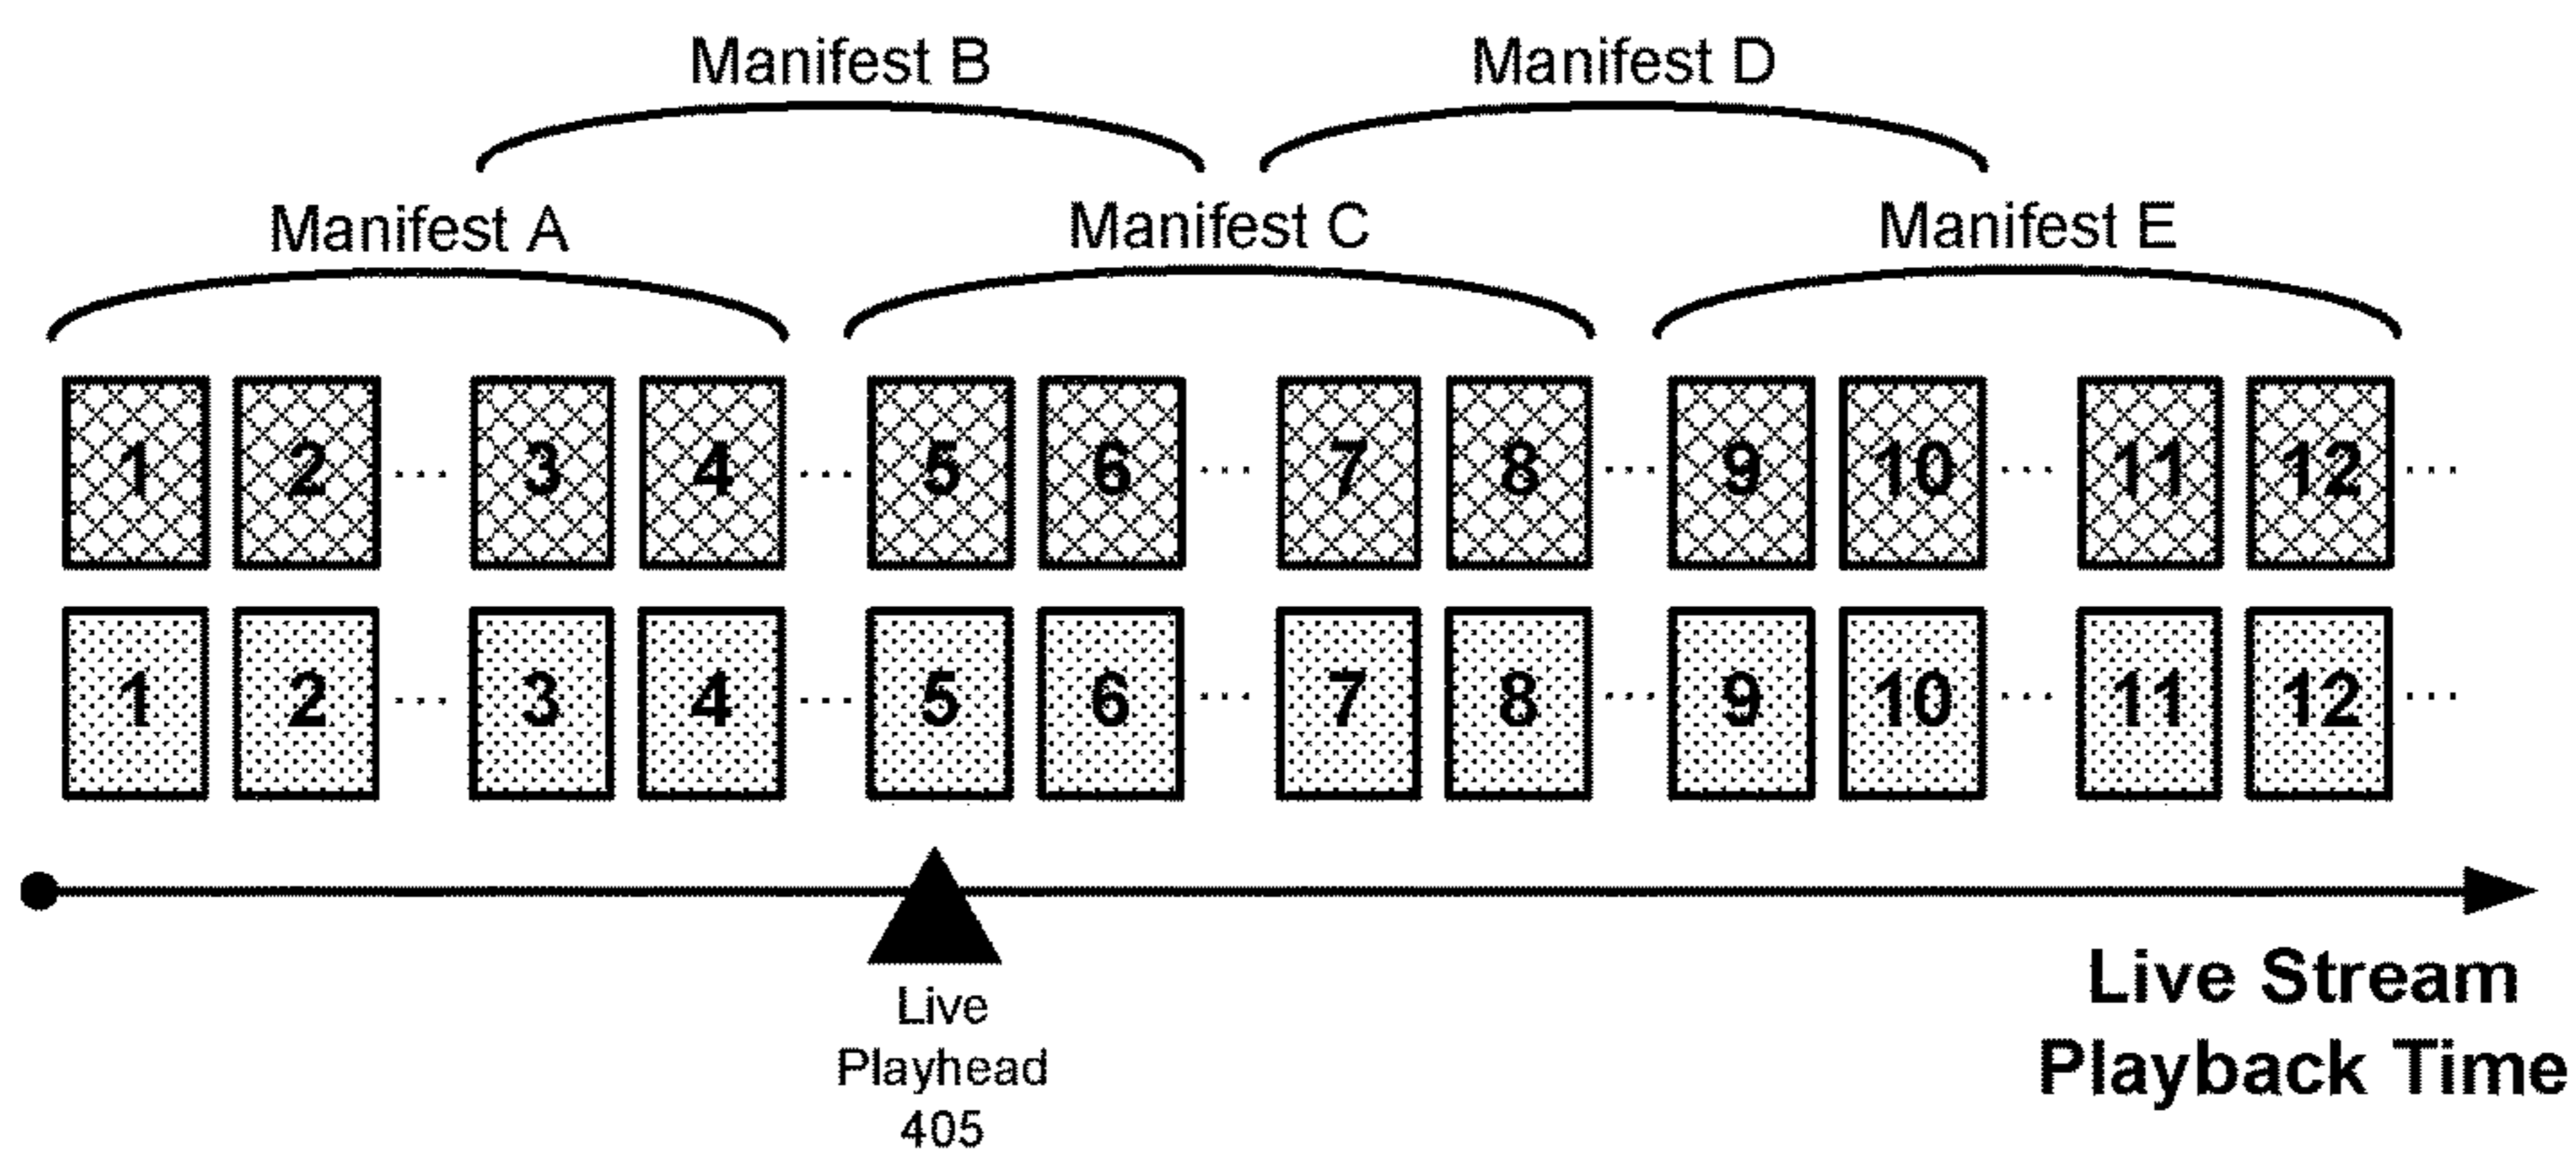 Manifest B Manifest D
Manifest A Manifest C Manifest E
1 2 ... 3 4 ... 5 6 ... 7 8 ... 9 10 ... 11 12 ...
1 2 ... 3 4 ... 5 6 ... 7 8 ... 9 10 ... 11 12 ...
Live
Playhead
405
Live Stream
Playback Time